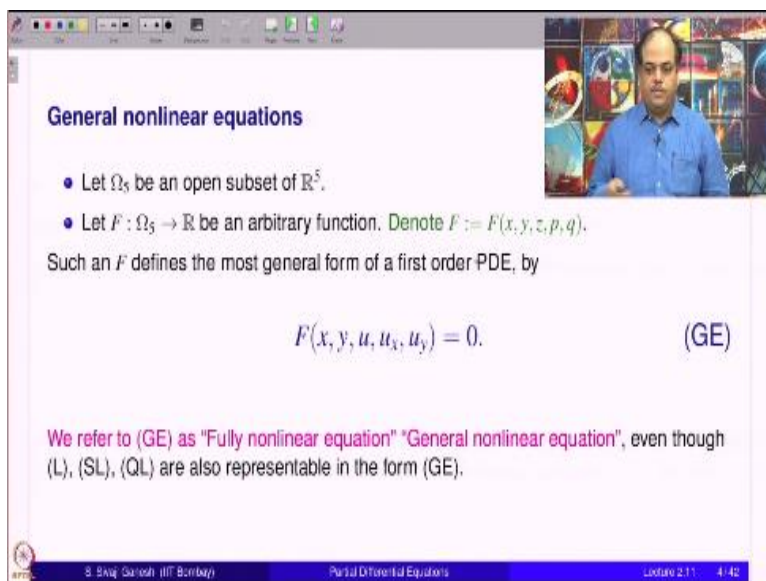 General nonlinear equations
• Let Ω₅ be an open subset of ℝ⁵.
• Let F : Ω₅ → ℝ be an arbitrary function. Denote F := F(x, y, z, p, q).
Such an F defines the most general form of a first order PDE, by
F(x, y, u, uₓ, u_y) = 0. (GE)
We refer to (GE) as "Fully nonlinear equation" "General nonlinear equation", even though
(L), (SL), (QL) are also representable in the form (GE).
S. Sivaji Ganesh (IIT Bombay) Partial Differential Equations Lecture 2.11 4/42